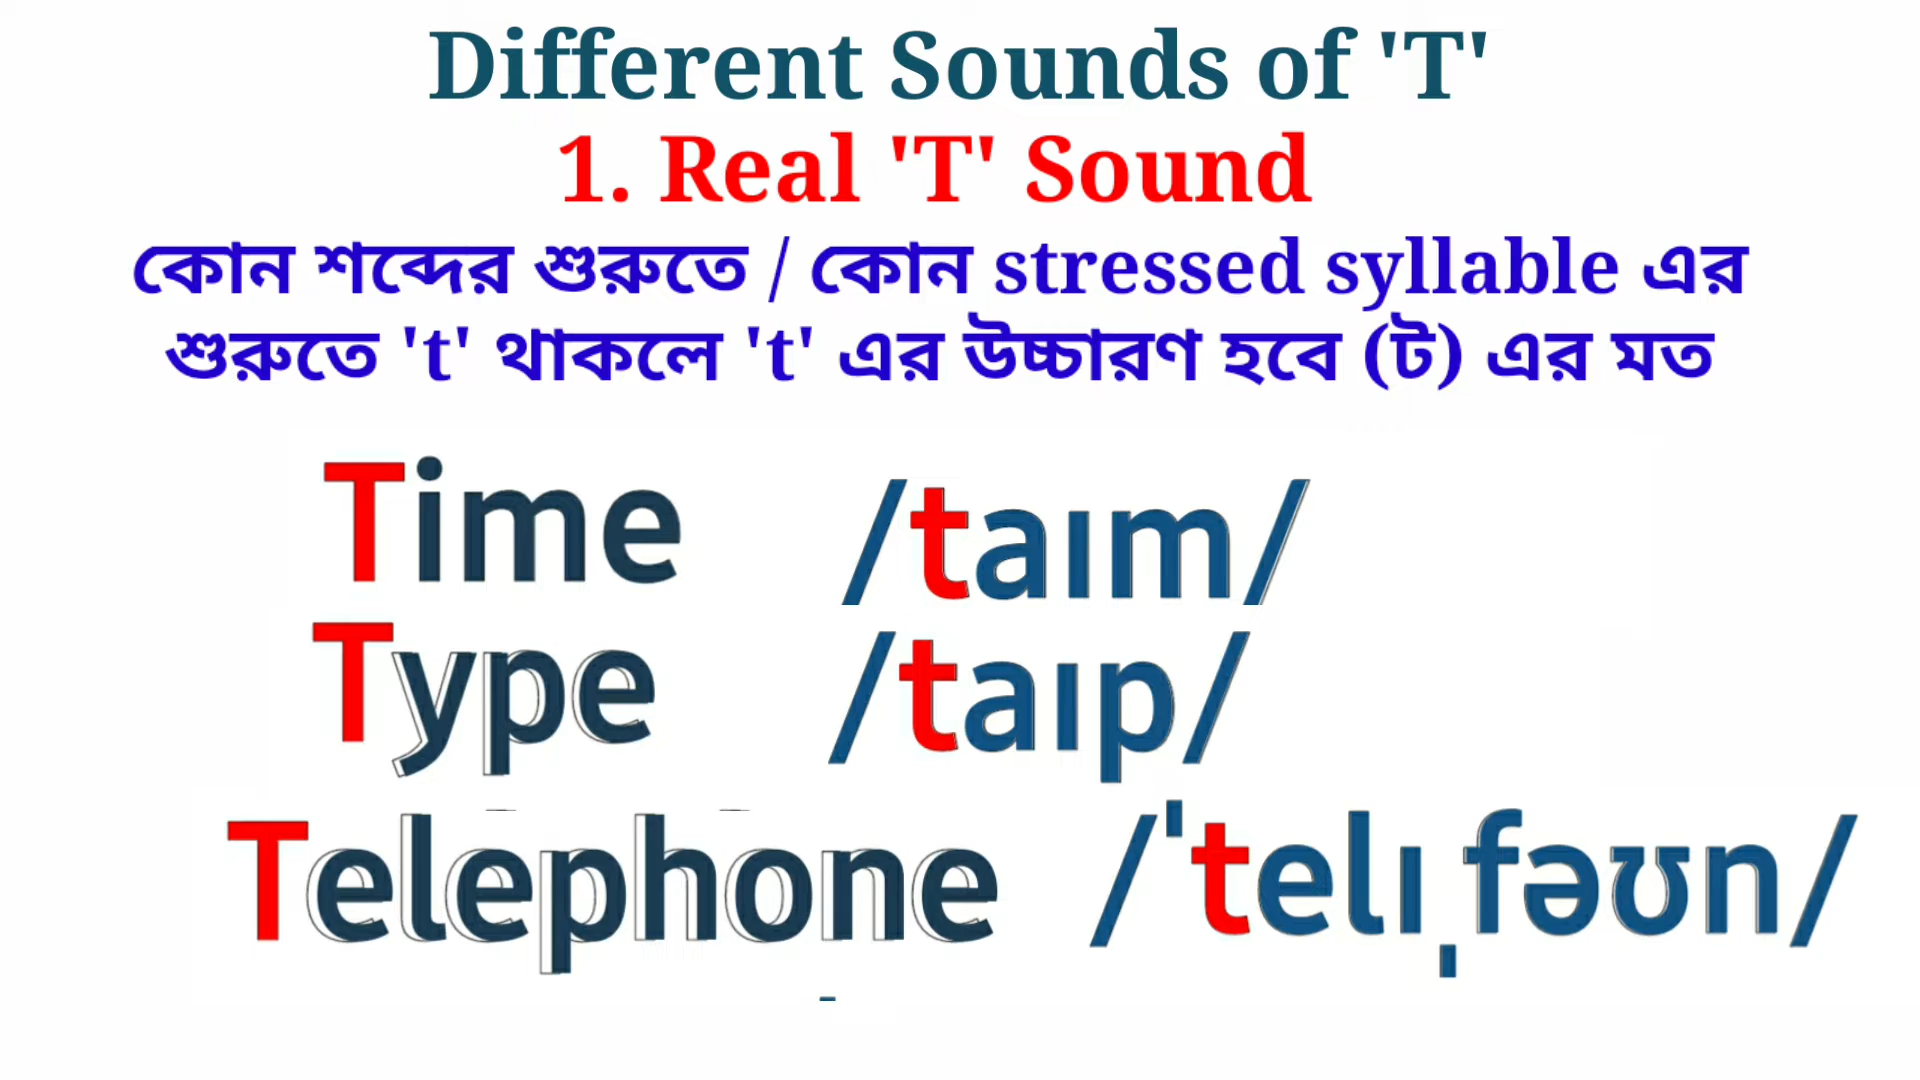 Different Sounds of 'T'
1. Real 'T' Sound
কোন শব্দের শুরুতে / কোন stressed syllable এর
শুরুতে 't' থাকলে 't' এর উচ্চারণ হবে (ট) এর মত
Time /taɪm/
Type /taɪp/
Telephone /ˈtelɪˌfəʊn/